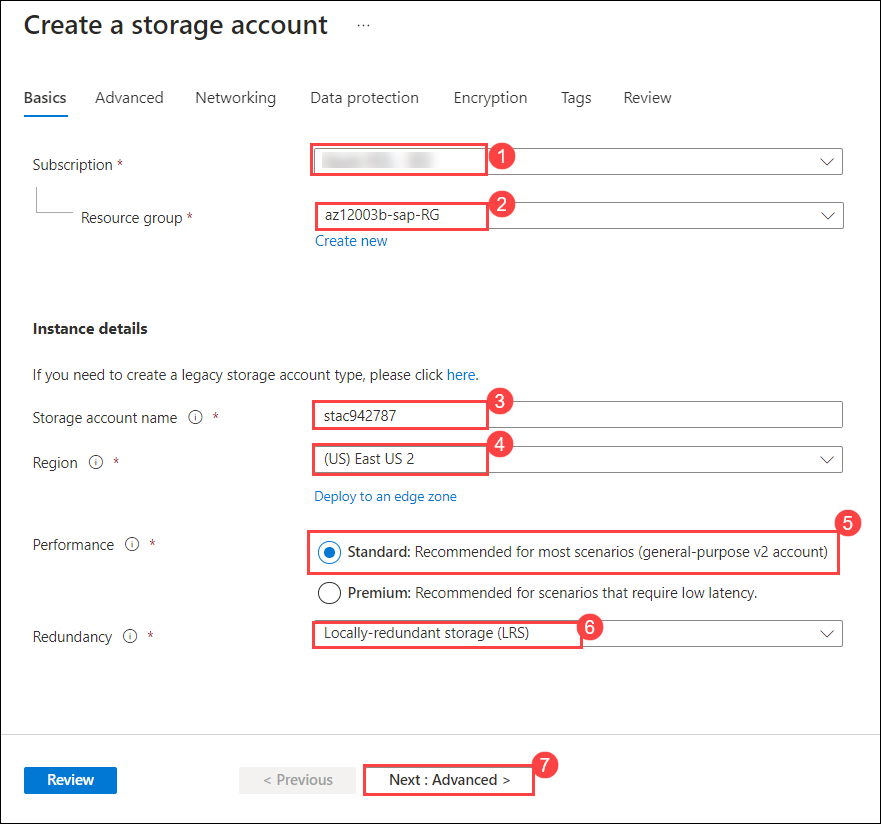 Create a storage account ...
Basics Advanced Networking Data protection Encryption Tags Review
Subscription * 1
Resource group * az12003b-sap-RG 2
Create new
Instance details
If you need to create a legacy storage account type, please click here.
Storage account name * stac942787 3
Region * (US) East US 2 4
Deploy to an edge zone
Performance * Standard: Recommended for most scenarios (general-purpose v2 account) 5
Premium: Recommended for scenarios that require low latency.
Redundancy * Locally-redundant storage (LRS) 6
Review < Previous Next : Advanced > 7